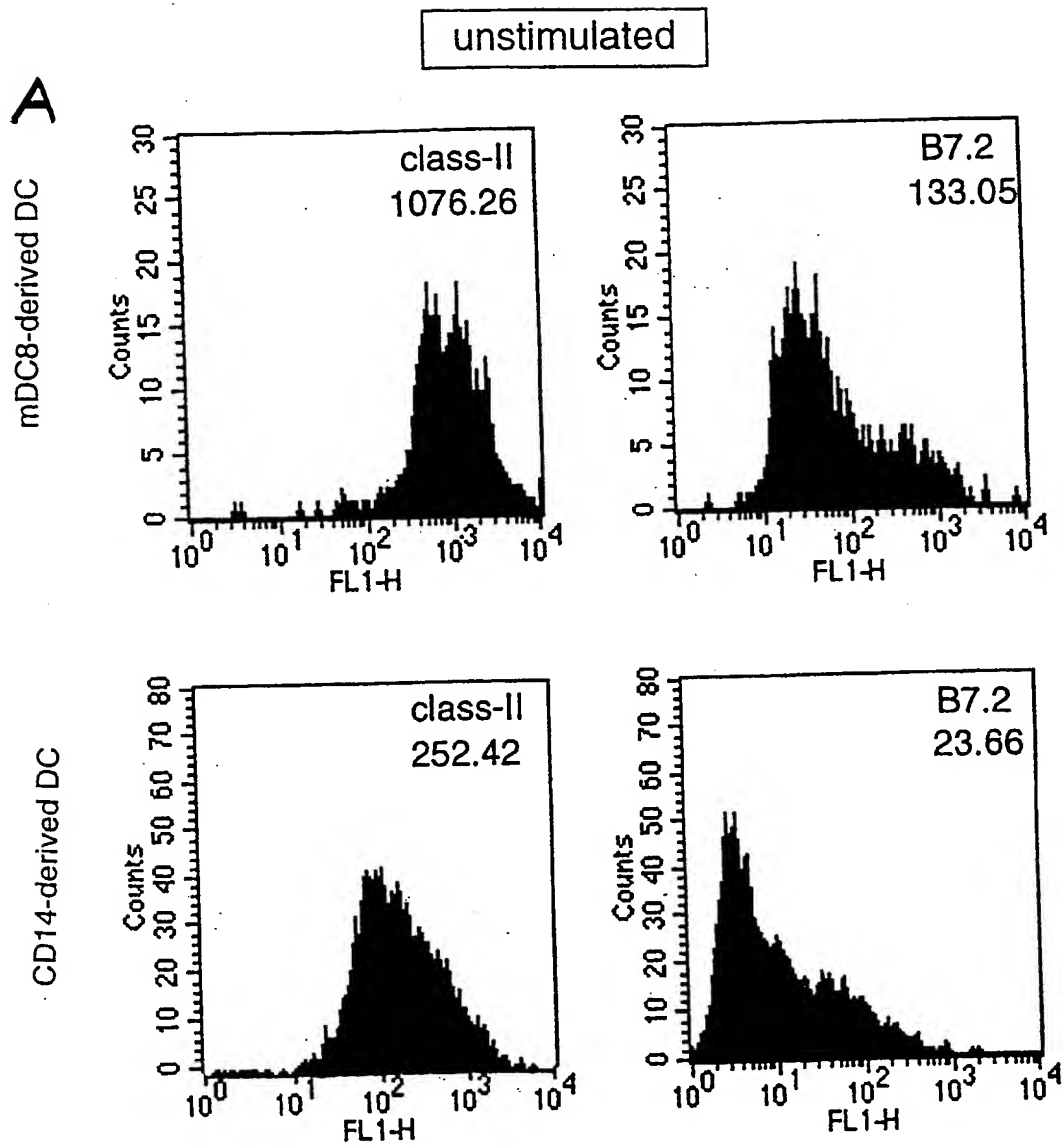 unstimulated
A
mDC8-derived DC
class-II
1076.26
Counts
30
25
20
15
10
5
0
10^0 10^1 10^2 10^3 10^4
FL1-H
B7.2
133.05
Counts
30
25
20
15
10
5
0
10^0 10^1 10^2 10^3 10^4
FL1-H
CD14-derived DC
class-II
252.42
Counts
80
70
60
50
40
30
20
10
0
10^0 10^1 10^2 10^3 10^4
FL1-H
B7.2
23.66
Counts
80
70
60
50
40
30
20
10
0
10^0 10^1 10^2 10^3 10^4
FL1-H